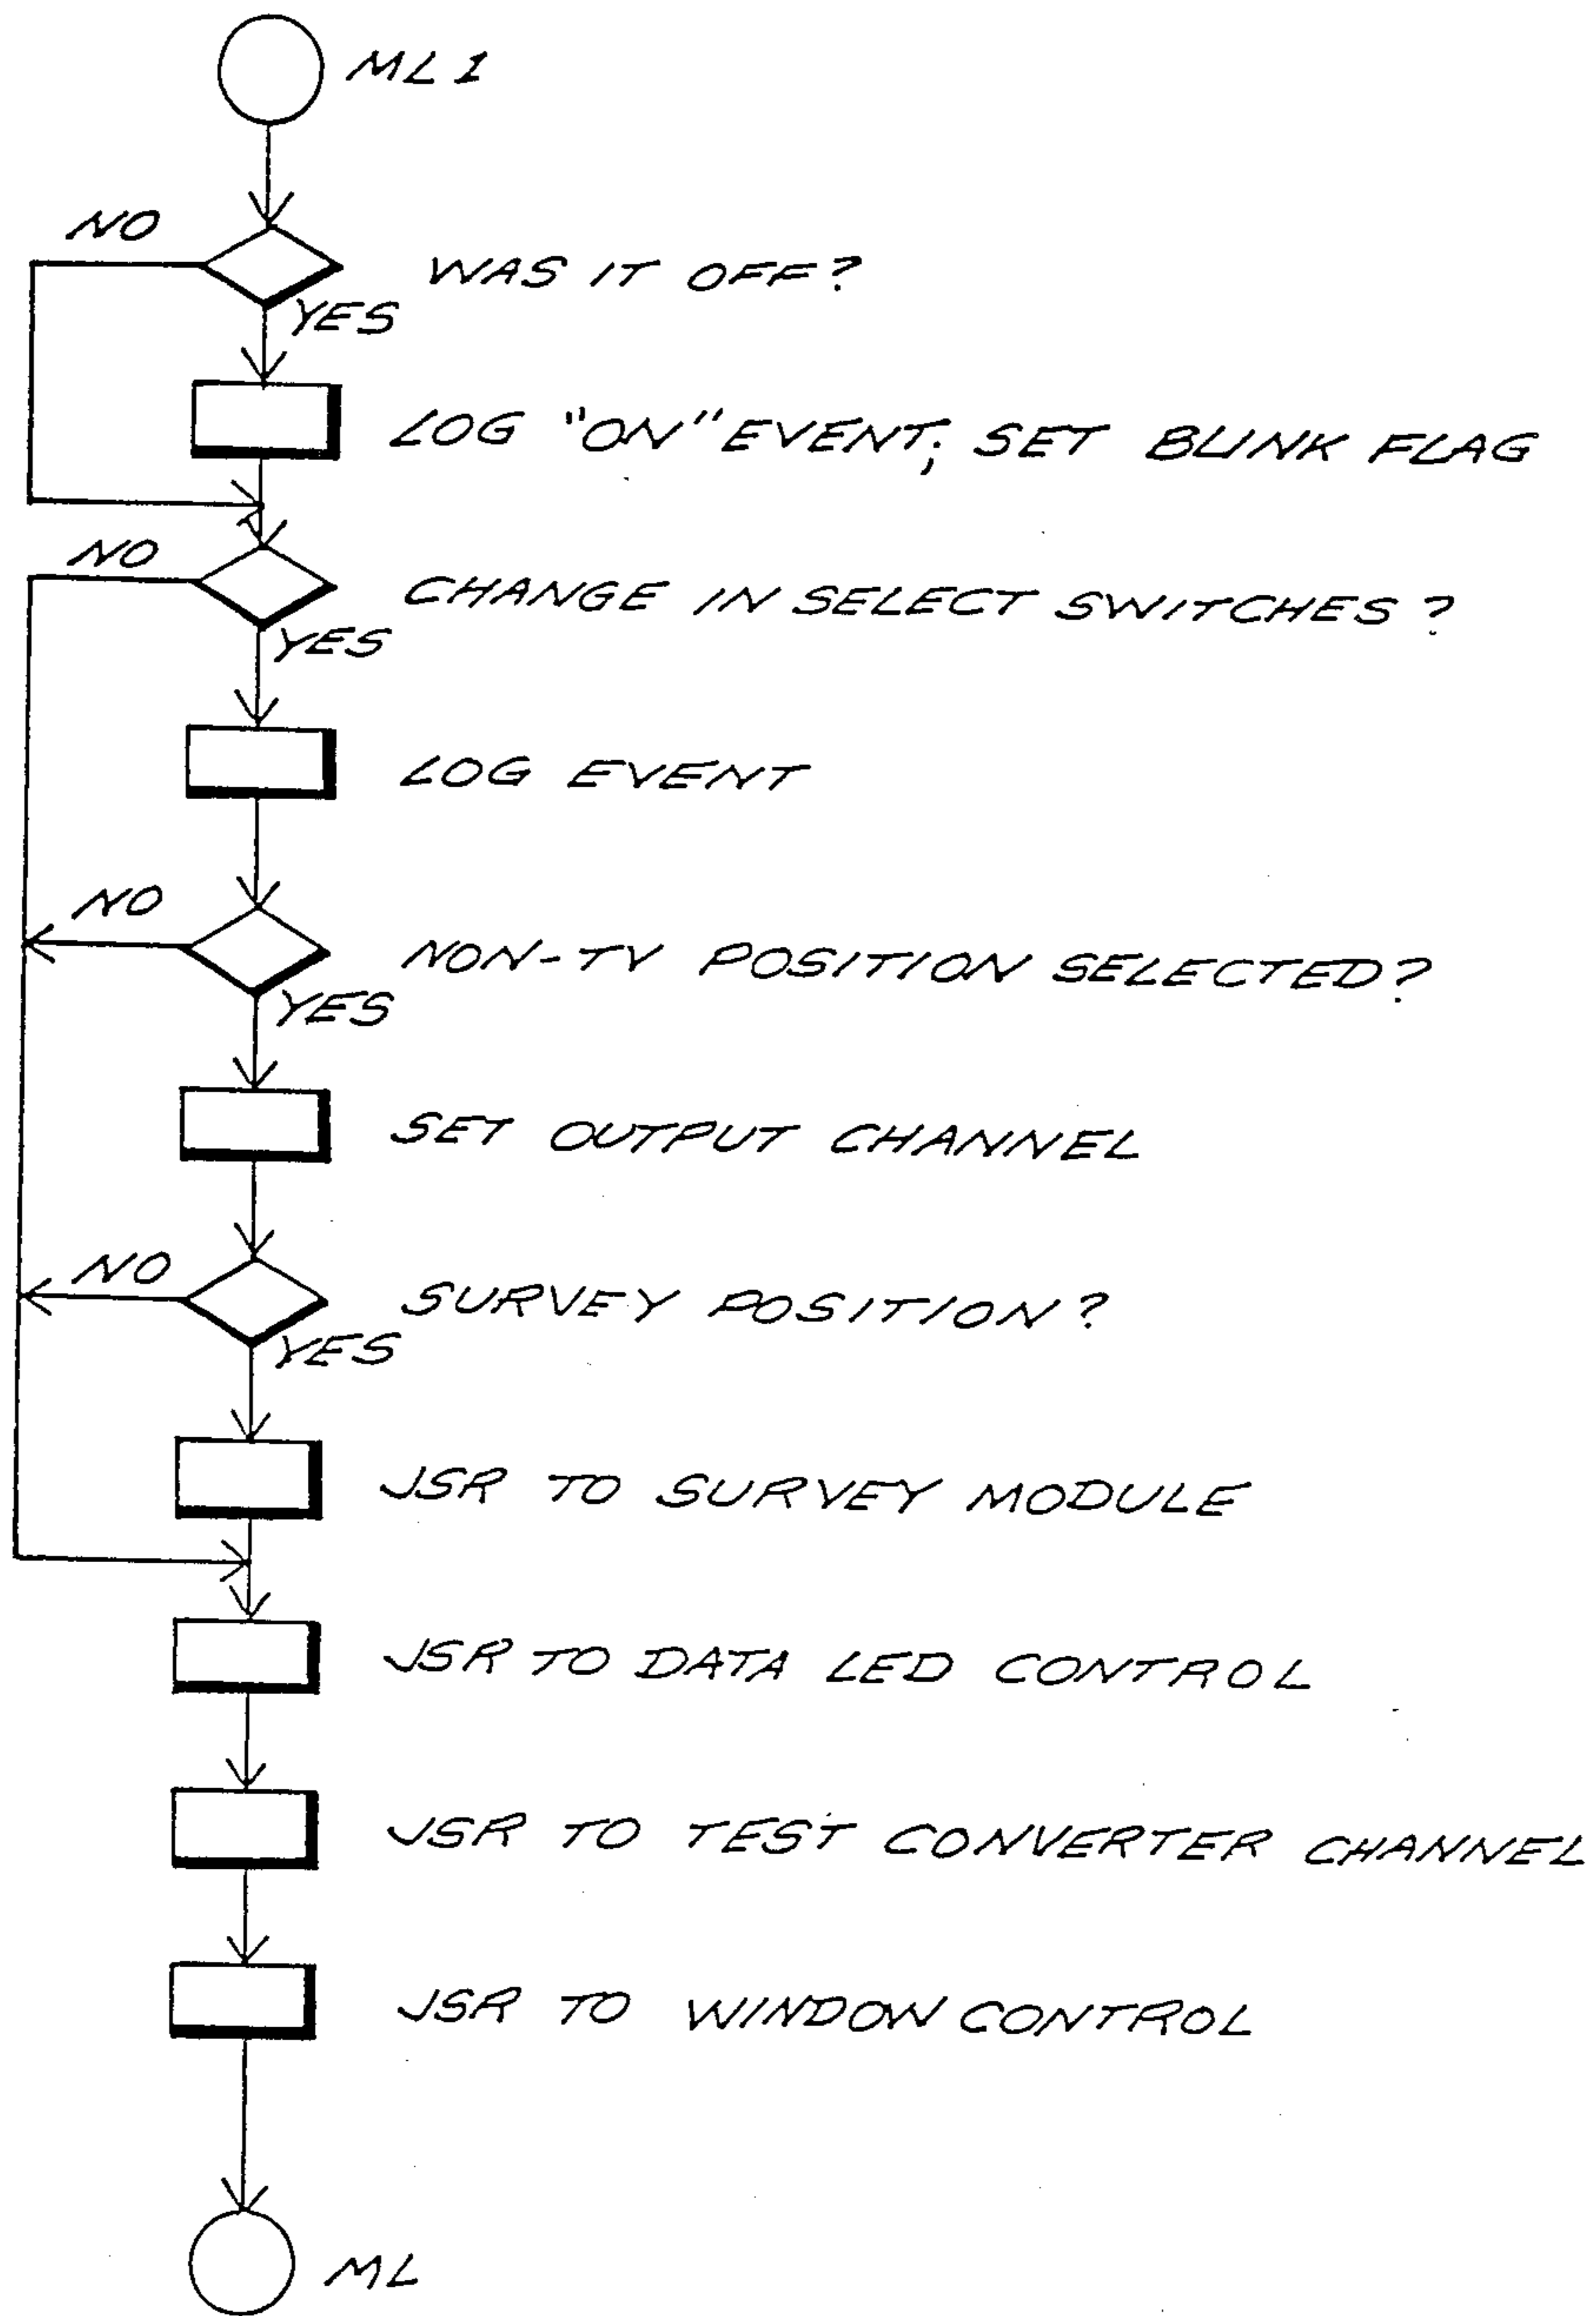 ML 1
NO
WAS IT OFF?
YES
LOG "ON" EVENT; SET BLINK FLAG
NO
CHANGE IN SELECT SWITCHES?
YES
LOG EVENT
NO
NON-TV POSITION SELECTED?
YES
SET OUTPUT CHANNEL
NO
SURVEY POSITION?
YES
JSR TO SURVEY MODULE
JSR TO DATA LED CONTROL
JSR TO TEST CONVERTER CHANNEL
JSR TO WINDOW CONTROL
ML